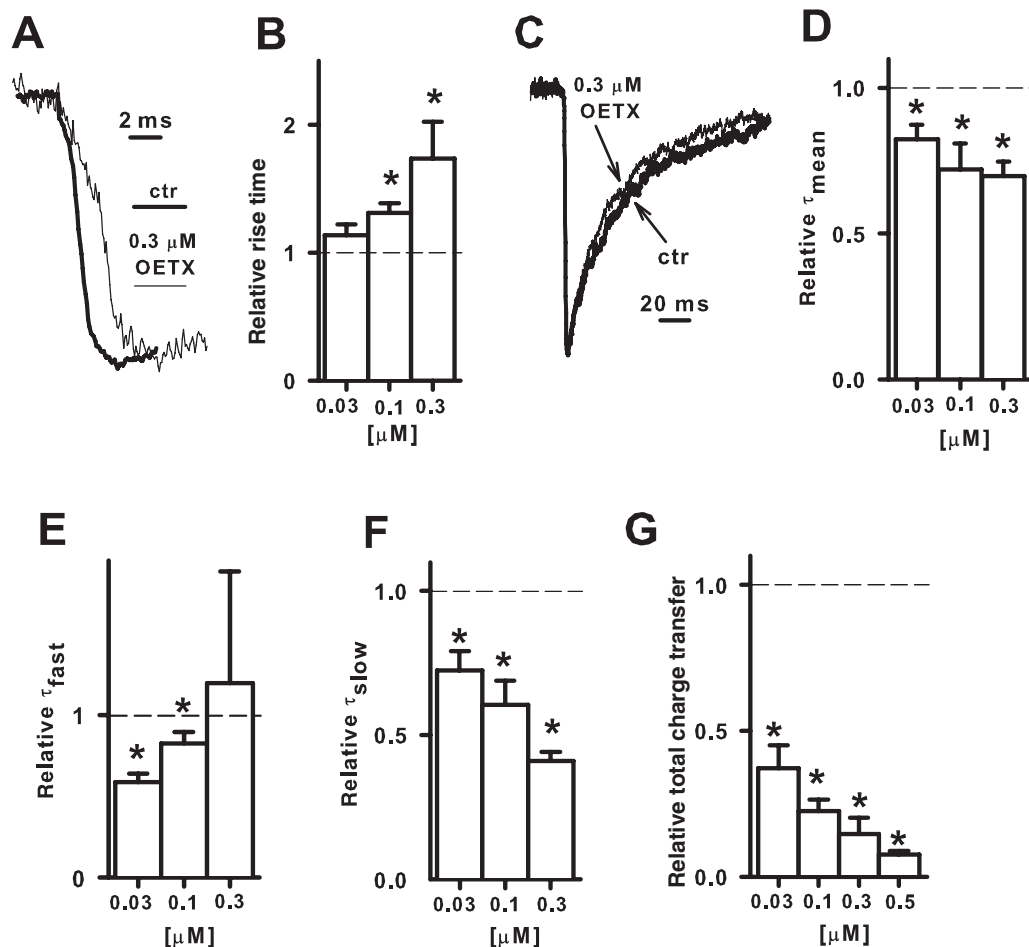 A
2 ms
ctr
0.3 μM
OETX
B
Relative rise time
2
1
0
*
*
0.03 0.1 0.3
[μM]
C
0.3 μM
OETX
ctr
20 ms
D
Relative τmean
1.0
0.5
0.0
*
*
*
0.03 0.1 0.3
[μM]
E
Relative τfast
1
0
*
*
0.03 0.1 0.3
[μM]
F
Relative τslow
1.0
0.5
0.0
*
*
*
0.03 0.1 0.3
[μM]
G
Relative total charge transfer
1.0
0.5
0.0
*
*
*
*
0.03 0.1 0.3 0.5
[μM]